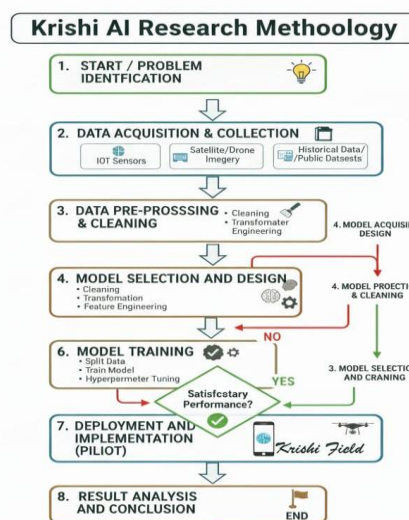 Krishi AI Research Methoology
1. START / PROBLEM
IDENTFICATION
2. DATA ACQUISITION & COLLECTION
IOT Sensors
Satellite/Drone
Imegery
Historical Data/
/Public Datsests
3. DATA PRE-PROSSSING
& CLEANING
• Cleaning
• Transfomater
Engineering
4. MODEL ACQUISI
DESIGN
4. MODEL SELECTION AND DESIGN
• Cleaning
• Transfomation
• Feature Engineering
4. MODEL PROECTI
& CLEANING
NO
6. MODEL TRAINING
• Split Data
• Train Model
• Hyperpermeter Tuning
YES
3. MODEL SELECTIO
AND CRANING
Satisfcotary
Performance?
7. DEPLOYMENT AND
IMPLEMENTATION
(PILIOT)
Krishi Field
8. RESULT ANALYSIS
AND CONCLUSION
END